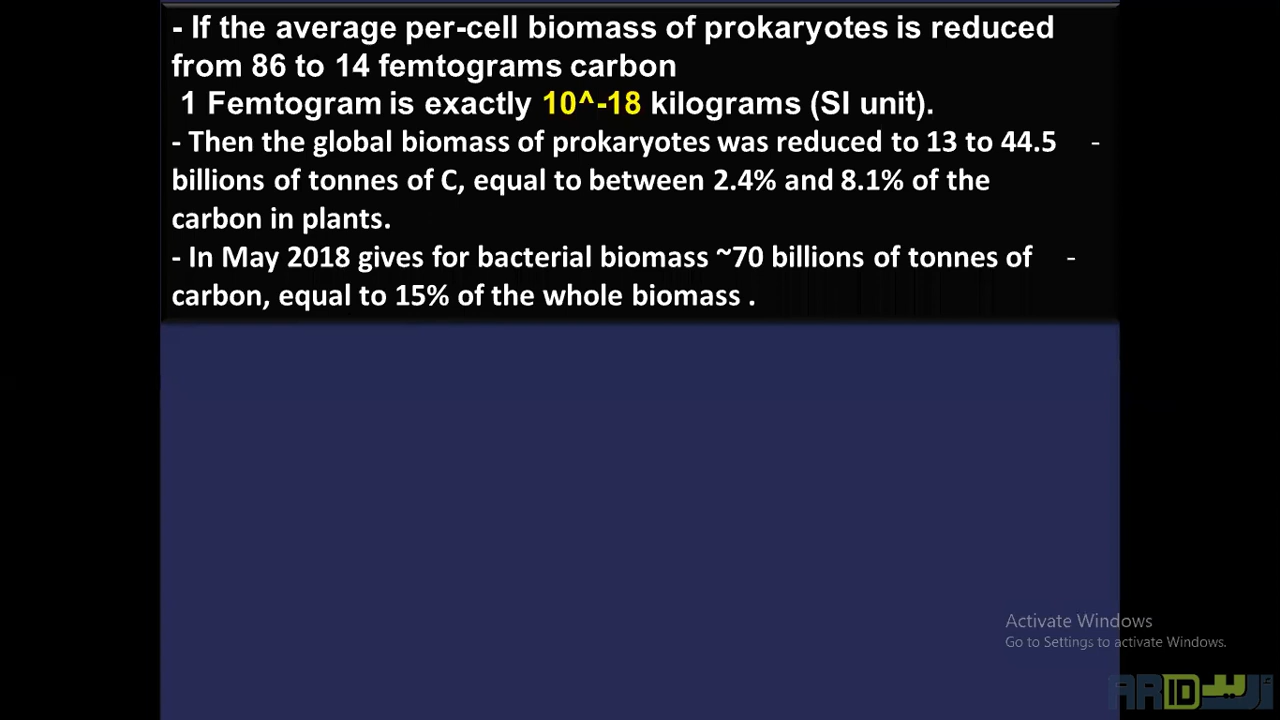 - If the average per-cell biomass of prokaryotes is reduced
from 86 to 14 femtograms carbon
1 Femtogram is exactly 10^-18 kilograms (SI unit).
- Then the global biomass of prokaryotes was reduced to 13 to 44.5 -
billions of tonnes of C, equal to between 2.4% and 8.1% of the
carbon in plants.
- In May 2018 gives for bacterial biomass ~70 billions of tonnes of -
carbon, equal to 15% of the whole biomass .
Activate Windows
Go to Settings to activate Windows.
ARID أريد